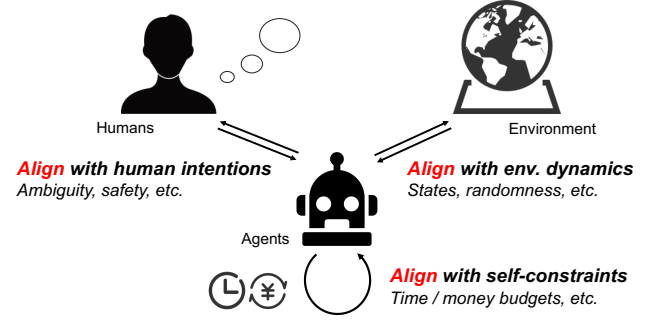 Humans
Environment
Align with human intentions
Ambiguity, safety, etc.
Align with env. dynamics
States, randomness, etc.
Agents
¥
Align with self-constraints
Time / money budgets, etc.